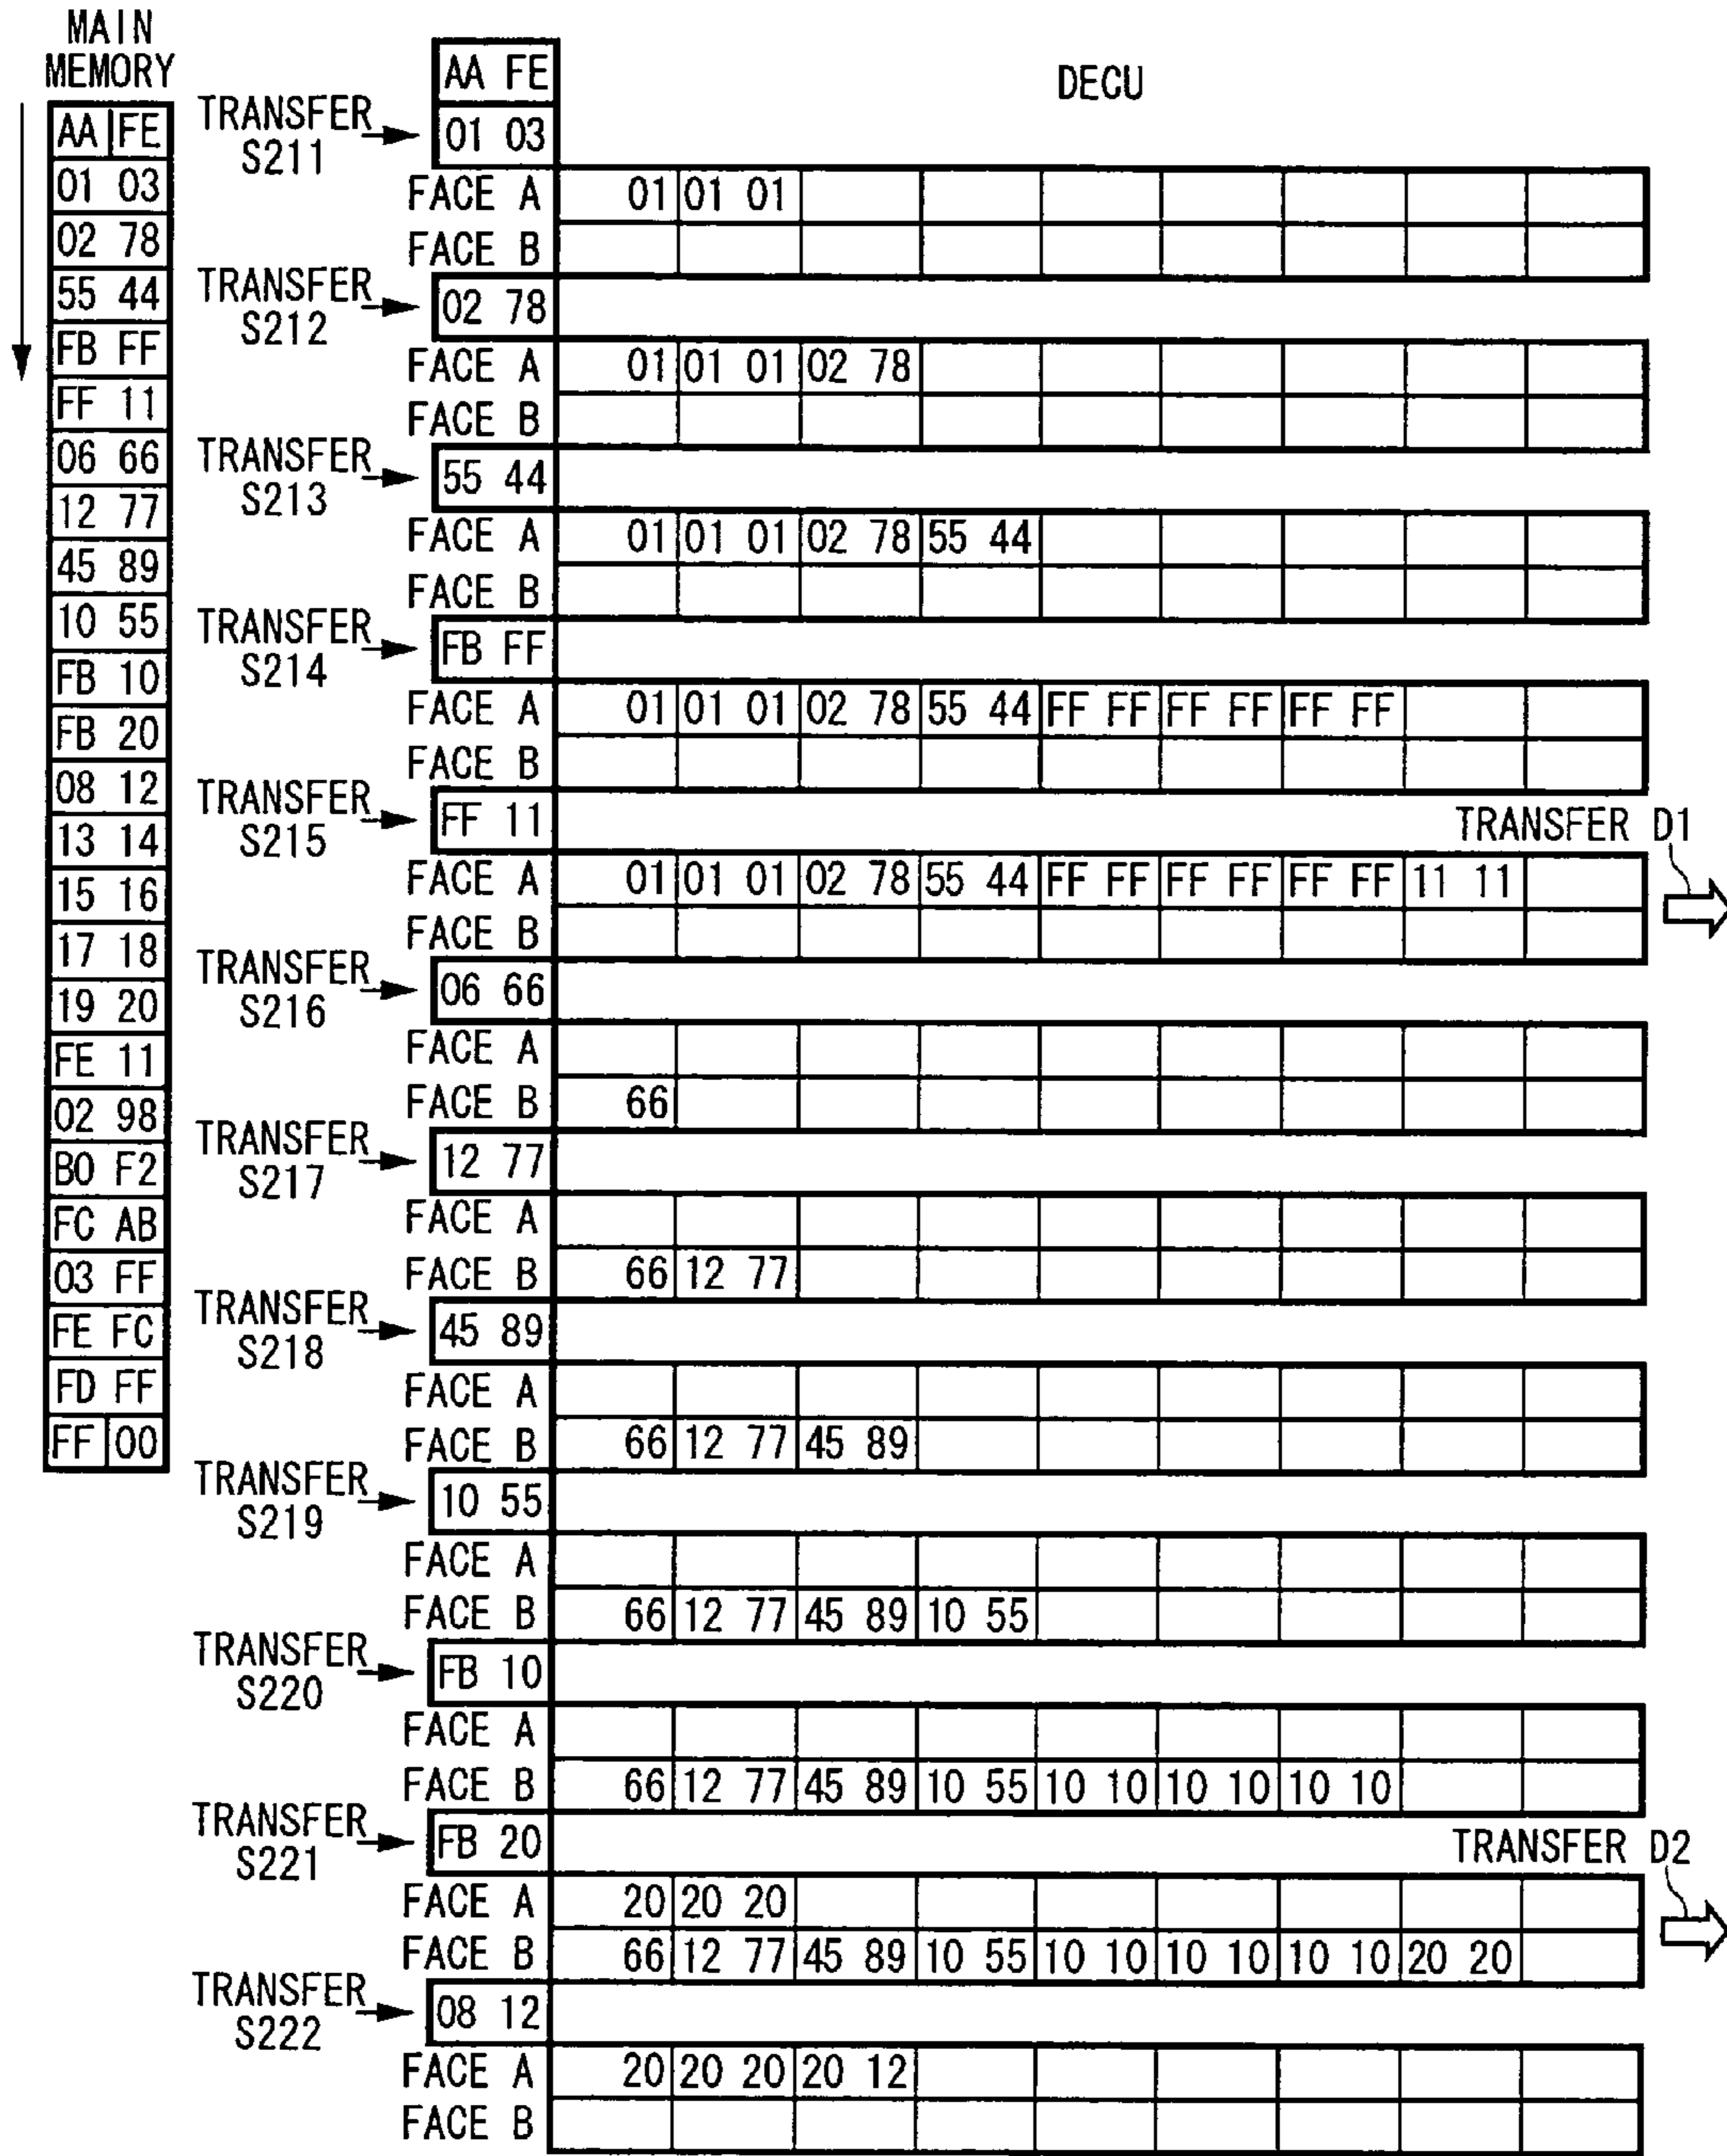 MAIN
MEMORY
AA FE
01 03
02 78
55 44
FB FF
FF 11
06 66
12 77
45 89
10 55
FB 10
FB 20
08 12
13 14
15 16
17 18
19 20
FE 11
02 98
B0 F2
FC AB
03 FF
FE FC
FD FF
FF 00
DECU
AA FE
TRANSFER S211
01 03
FACE A 01 01 01
FACE B
TRANSFER S212
02 78
FACE A 01 01 01 02 78
FACE B
TRANSFER S213
55 44
FACE A 01 01 01 02 78 55 44
FACE B
TRANSFER S214
FB FF
FACE A 01 01 01 02 78 55 44 FF FF FF FF FF FF
FACE B
TRANSFER S215
FF 11
TRANSFER D1
FACE A 01 01 01 02 78 55 44 FF FF FF FF FF FF 11 11
FACE B
TRANSFER S216
06 66
FACE A
FACE B 66
TRANSFER S217
12 77
FACE A
FACE B 66 12 77
TRANSFER S218
45 89
FACE A
FACE B 66 12 77 45 89
TRANSFER S219
10 55
FACE A
FACE B 66 12 77 45 89 10 55
TRANSFER S220
FB 10
FACE A
FACE B 66 12 77 45 89 10 55 10 10 10 10 10 10
TRANSFER S221
FB 20
TRANSFER D2
FACE A 20 20 20
FACE B 66 12 77 45 89 10 55 10 10 10 10 10 10 20 20
TRANSFER S222
08 12
FACE A 20 20 20 20 12
FACE B